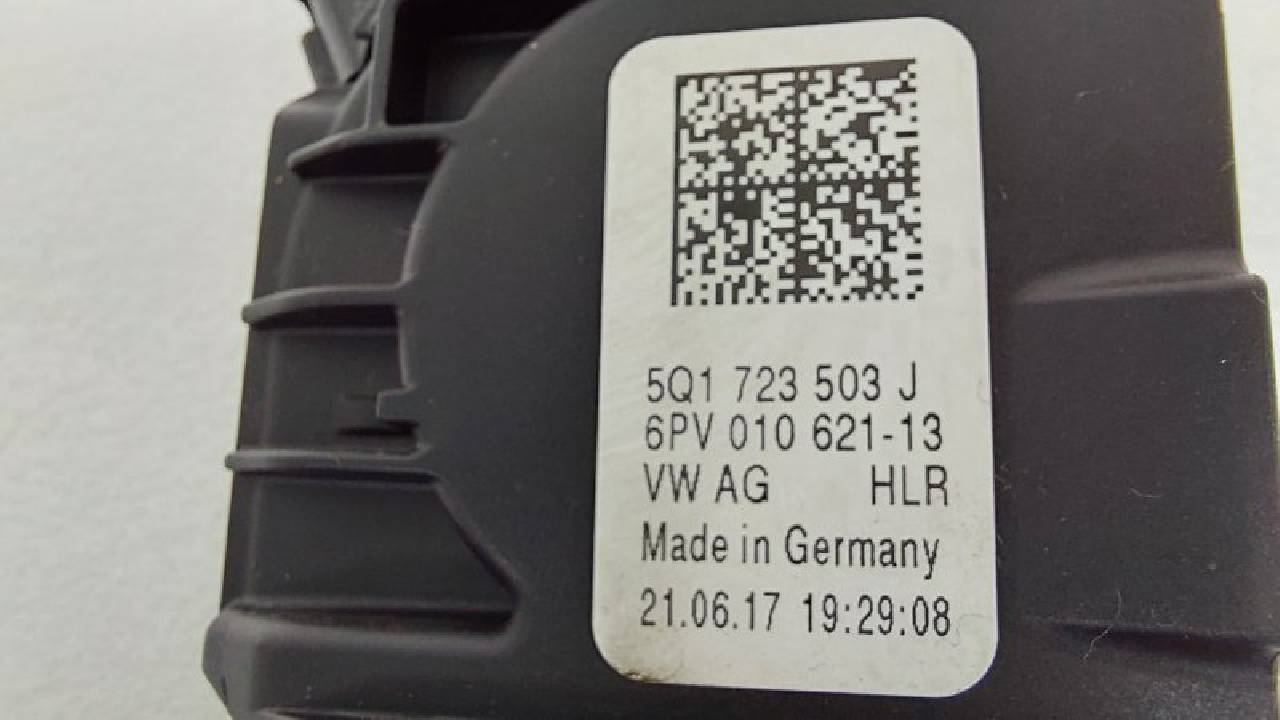 5Q1 723 503 J
6PV 010 621-13
VW AG HLR
Made in Germany
21.06.17 19:29:08